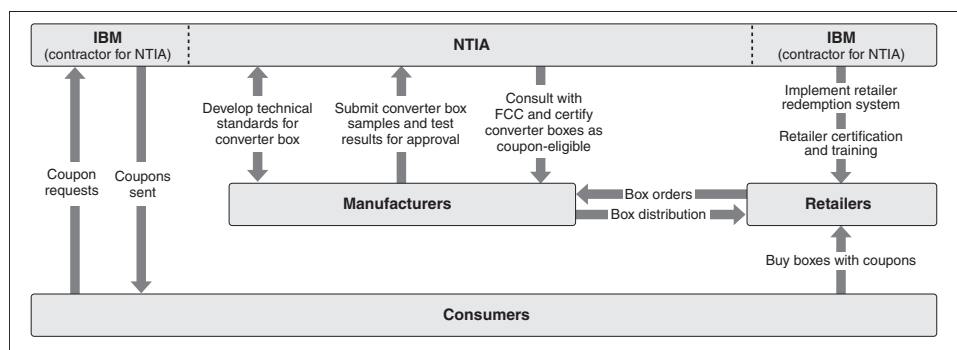 IBM
(contractor for NTIA)
NTIA
IBM
(contractor for NTIA)
Develop technical
standards for
converter box
Submit converter box
samples and test
results for approval
Consult with
FCC and certify
converter boxes as
coupon-eligible
Implement retailer
redemption system
Retailer certification
and training
Coupon
requests
Coupons
sent
Manufacturers
Box orders
Box distribution
Retailers
Buy boxes with coupons
Consumers